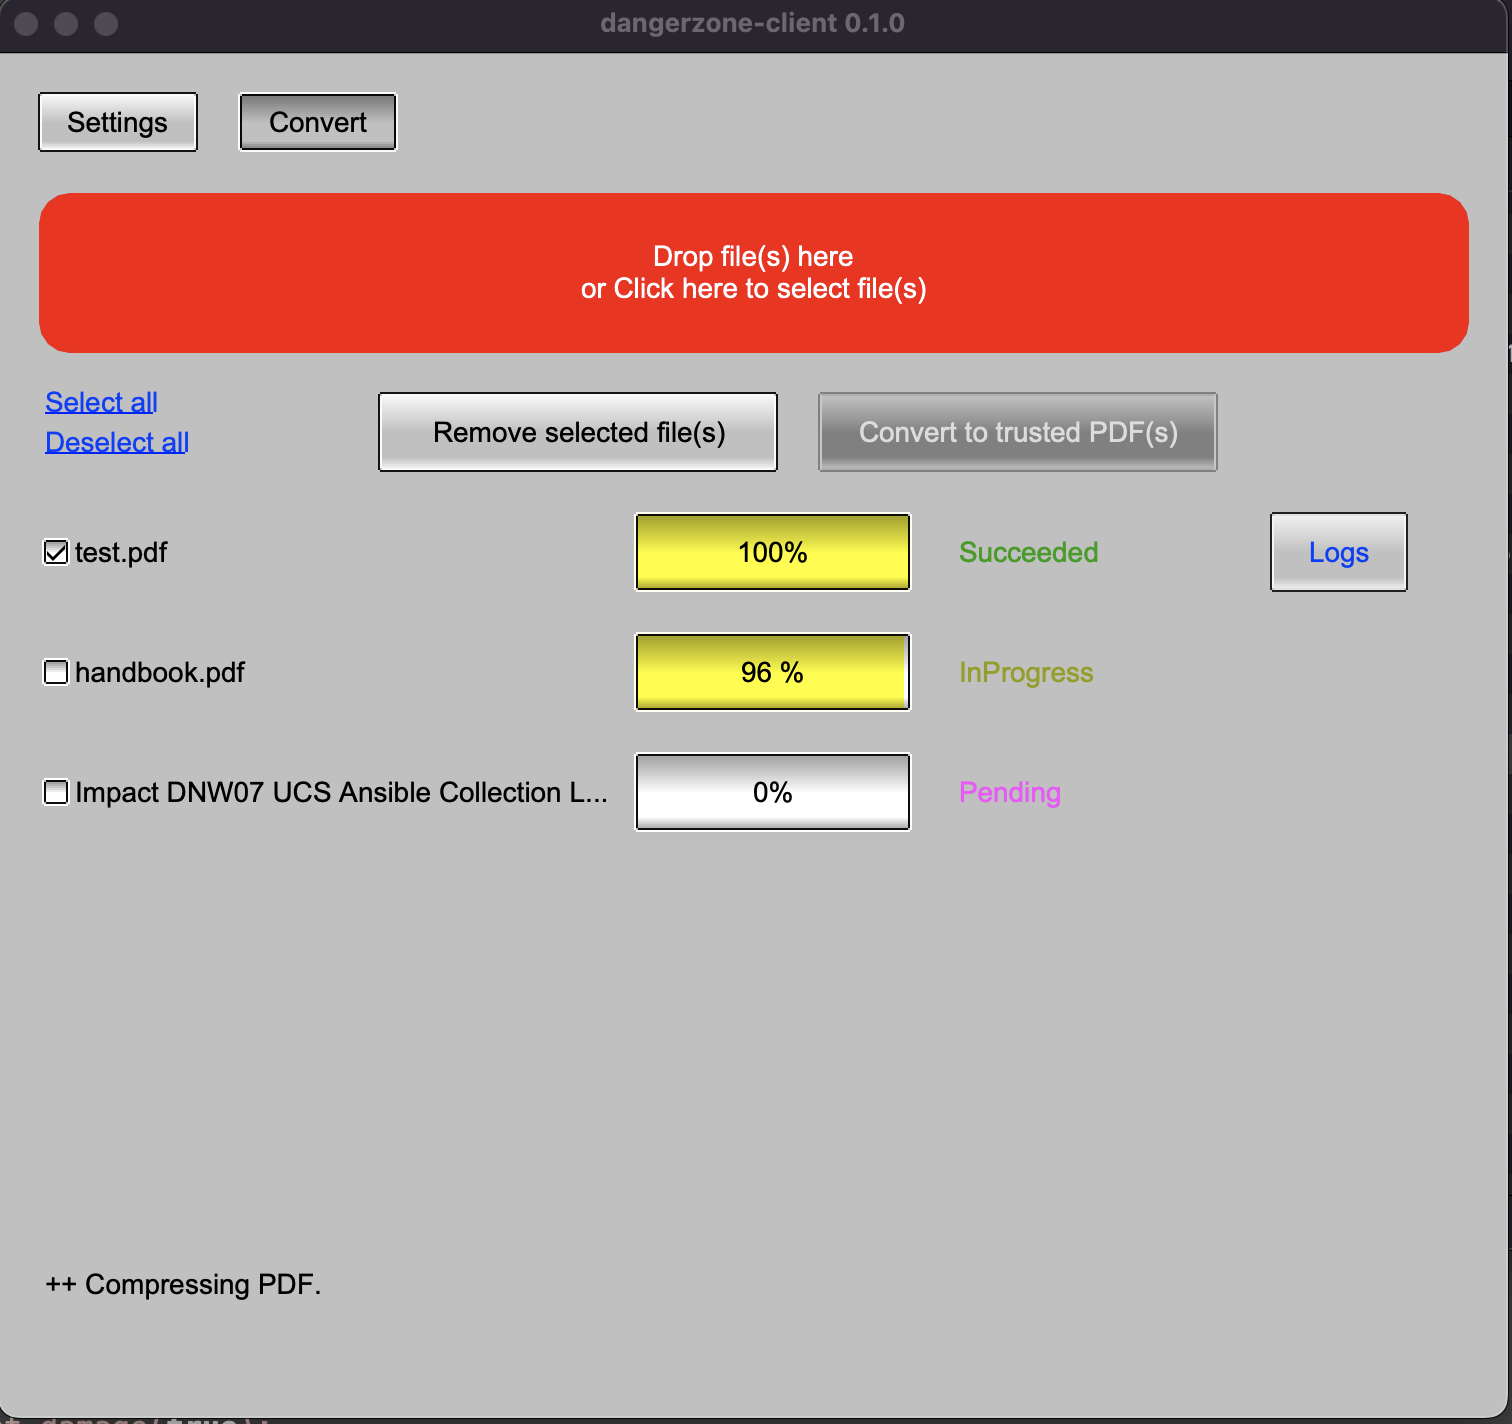 dangerzone-client 0.1.0
Settings
Convert
Drop file(s) here
or Click here to select file(s)
Select all
Deselect all
Remove selected file(s)
Convert to trusted PDF(s)
test.pdf
100%
Succeeded
Logs
handbook.pdf
96 %
InProgress
Impact DNW07 UCS Ansible Collection L...
0%
Pending
++ Compressing PDF.